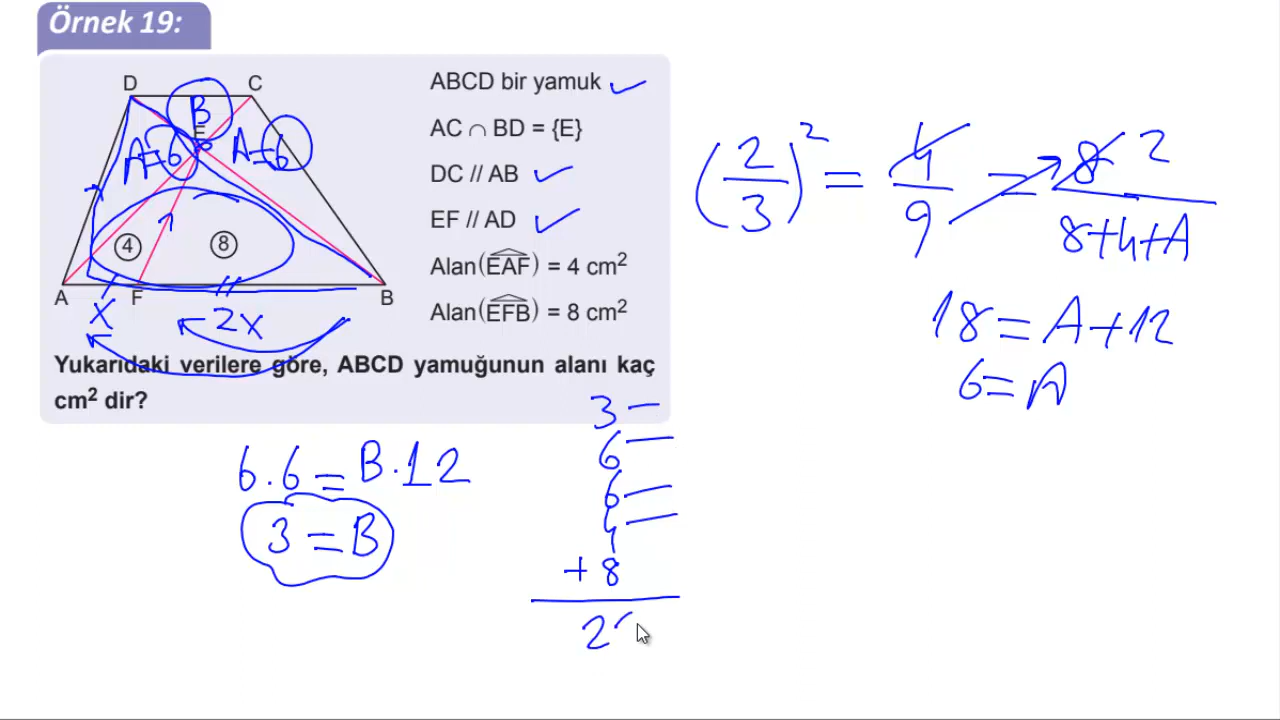 Örnek 19:
D
C
B
E
A=6
A=6
4
8
A
F
B
x
2x
ABCD bir yamuk
AC ∩ BD = {E}
DC // AB
EF // AD
Alan(EAF) = 4 cm²
Alan(EFB) = 8 cm²
Yukarıdaki verilere göre, ABCD yamuğunun alanı kaç
cm² dir?
(2/3)² = 4/9 = 8/(8+4+A)
2
18 = A+12
6 = A
6.6 = B.12
3 = B
3
6
6
4
+ 8
2